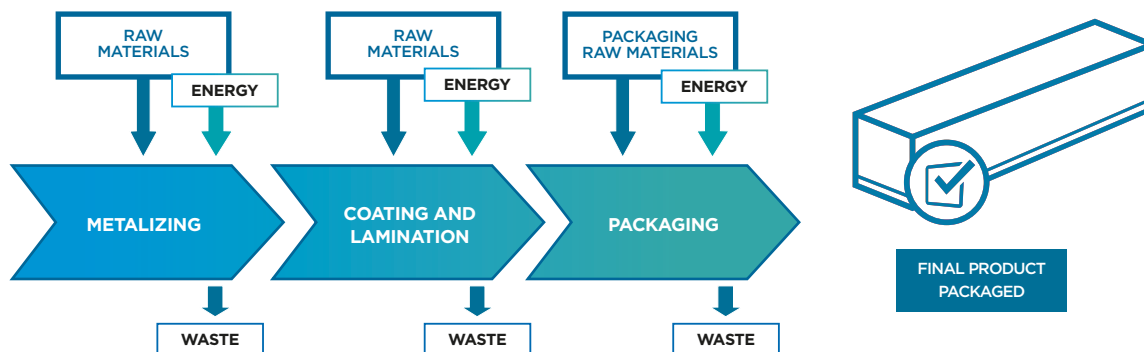 RAW
MATERIALS
ENERGY
RAW
MATERIALS
ENERGY
PACKAGING
RAW MATERIALS
ENERGY
METALIZING
COATING AND
LAMINATION
PACKAGING
WASTE
WASTE
WASTE
FINAL PRODUCT
PACKAGED